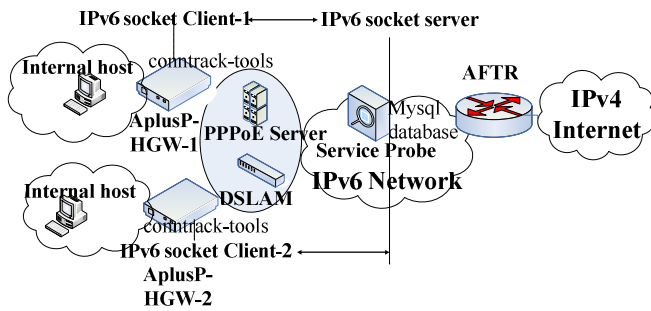 IPv6 socket Client-1
IPv6 socket server
Internal host
conntrack-tools
AplusP-
HGW-1
PPPoE Server
DSLAM
Mysql
database
Service Probe
IPv6 Network
AFTR
IPv4
Internet
Internal host
conntrack-tools
IPv6 socket Client-2
AplusP-
HGW-2